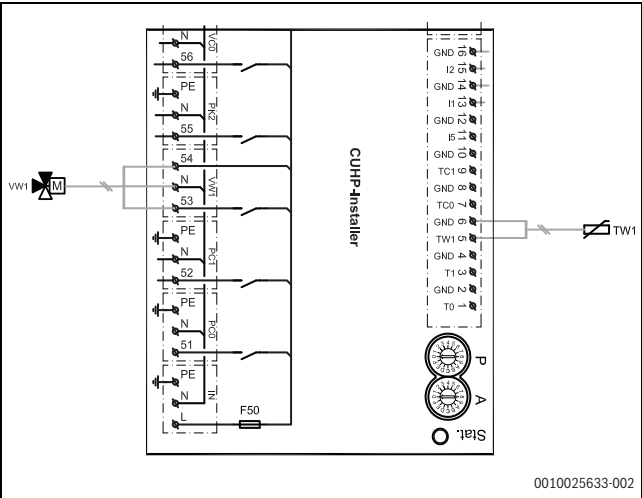 N
VC0
56
PE
N
PK2
55
54
N
VW1
53
PE
N
PC1
52
PE
N
PC0
51
PE
N
IN
L
F50
VW1
M
CUHP-Installer
GND 16
I2 15
GND 14
I1 13
GND 12
I5 11
GND 10
TC1 9
GND 8
TC0 7
GND 6
TW1 5
GND 4
T1 3
GND 2
T0 1
TW1
P
A
Stat.
0010025633-002